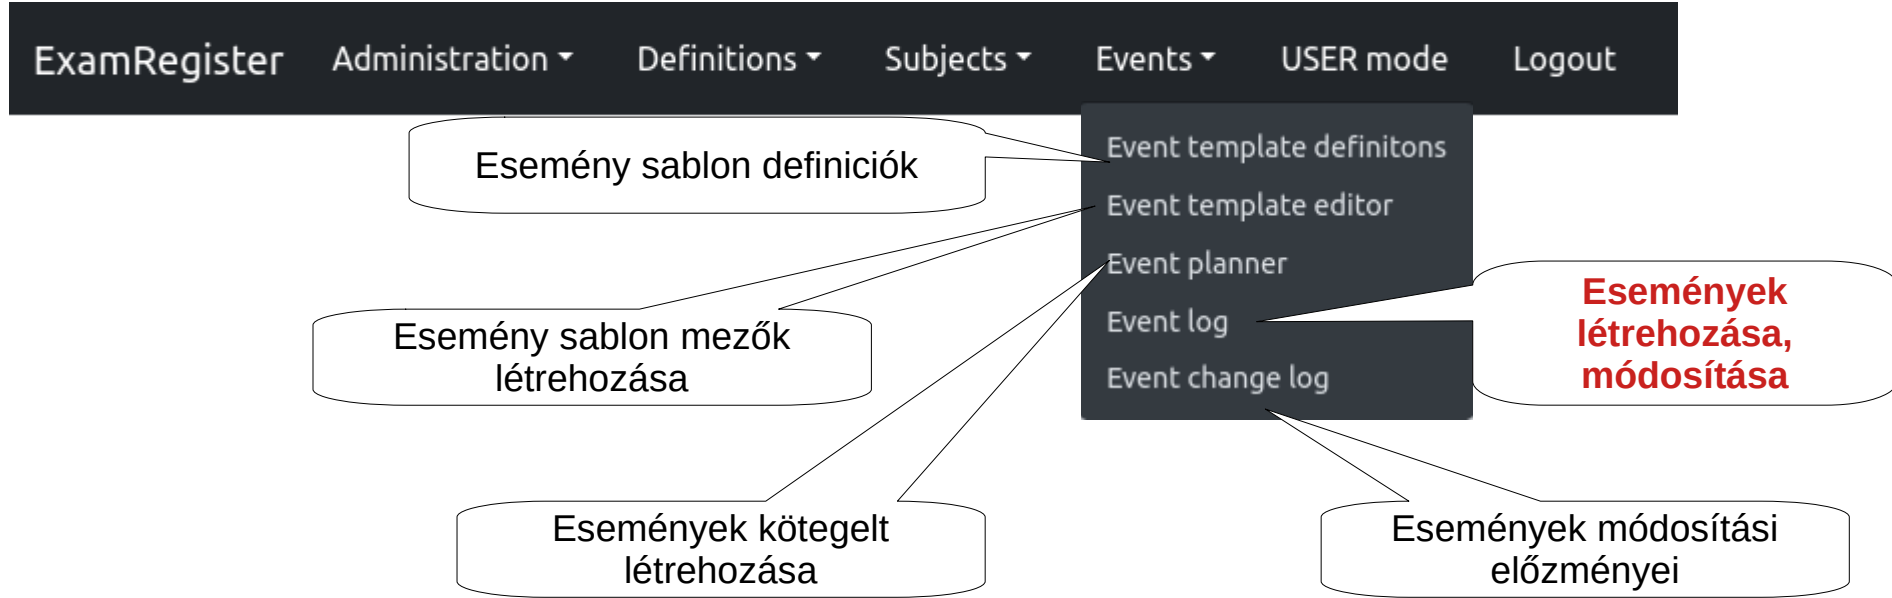 ExamRegister Administration Definitions Subjects Events USER mode Logout
Esemény sablon definiciók
Event template definitons
Event template editor
Event planner
Event log
Event change log
Események
létrehozása,
módosítása
Esemény sablon mezők
létrehozása
Események kötegelt
létrehozása
Események módosítási
előzményei